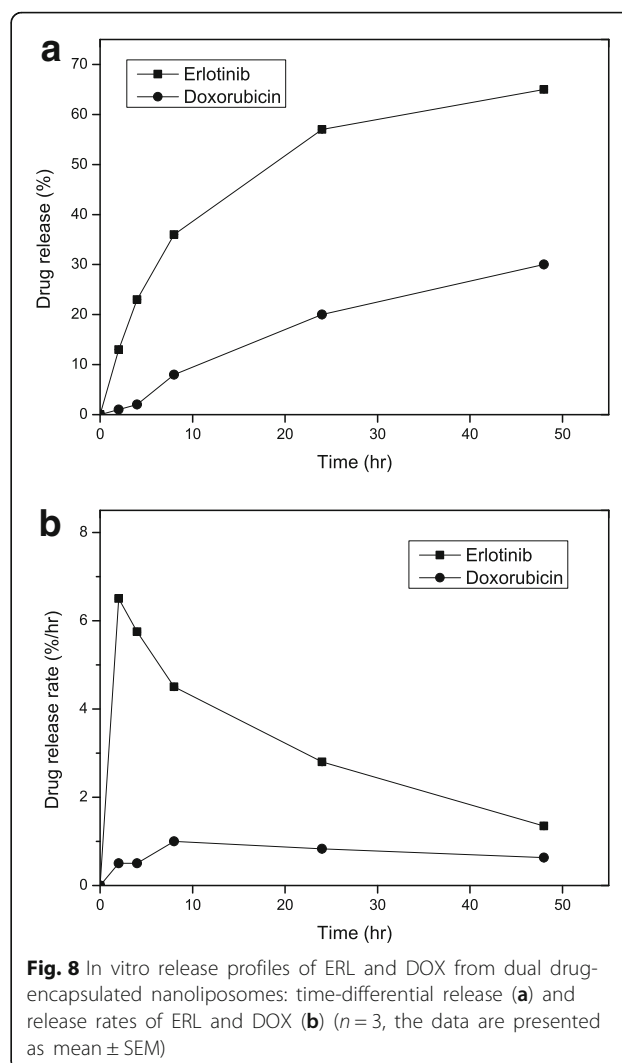 a
Erlotinib
Doxorubicin
70
60
50
40
30
20
10
0
Drug release (%)
0 10 20 30 40 50
Time (hr)
b
Erlotinib
Doxorubicin
8
6
4
2
0
Drug release rate (%/hr)
0 10 20 30 40 50
Time (hr)
Fig. 8 In vitro release profiles of ERL and DOX from dual drug-
encapsulated nanoliposomes: time-differential release (a) and
release rates of ERL and DOX (b) (n = 3, the data are presented
as mean ± SEM)